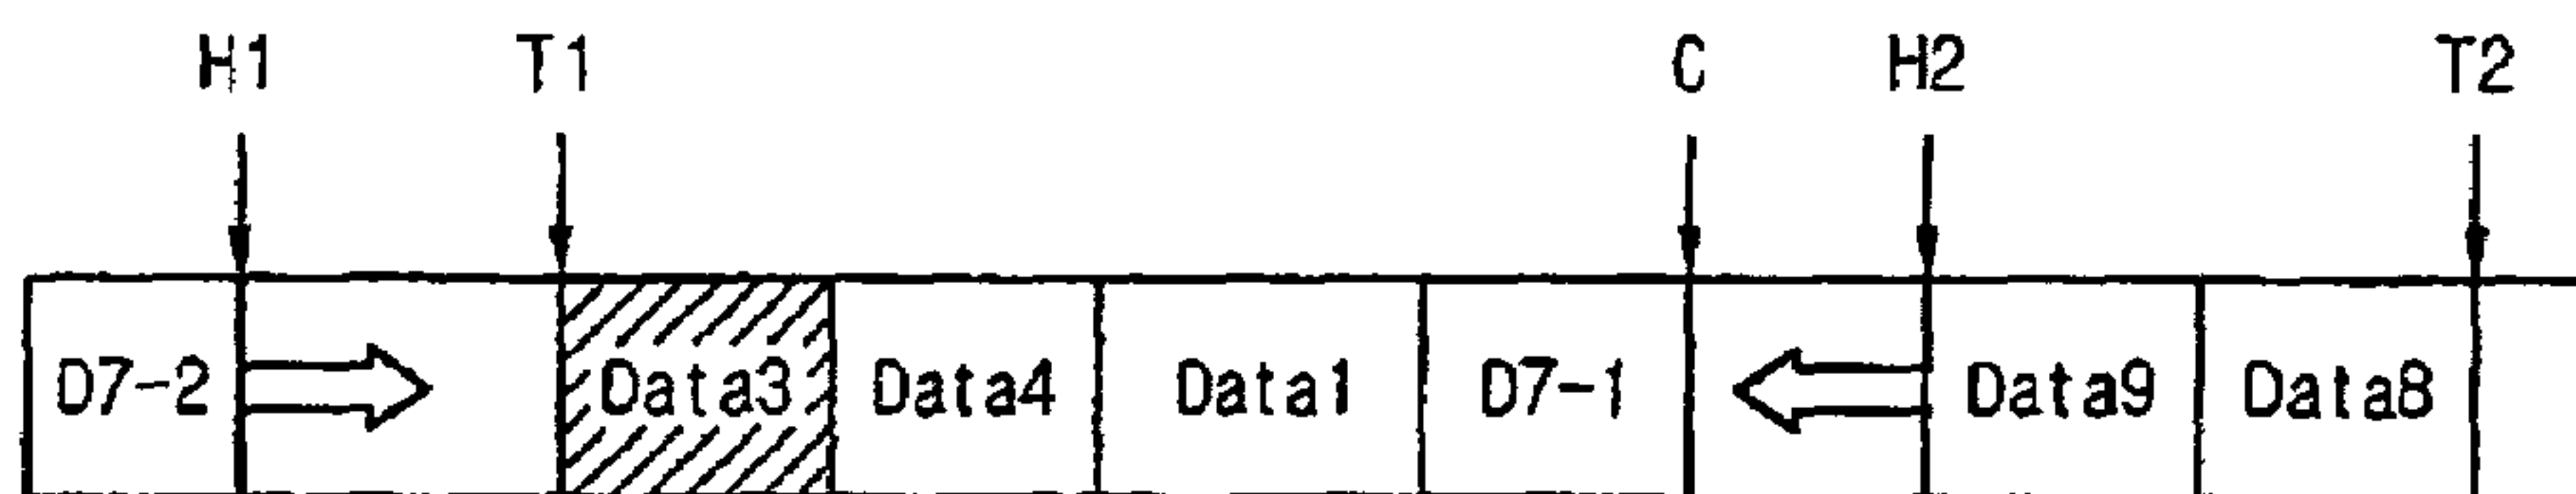 H1 T1 C H2 T2
D7-2 Data3 Data4 Data1 D7-1 Data9 Data8